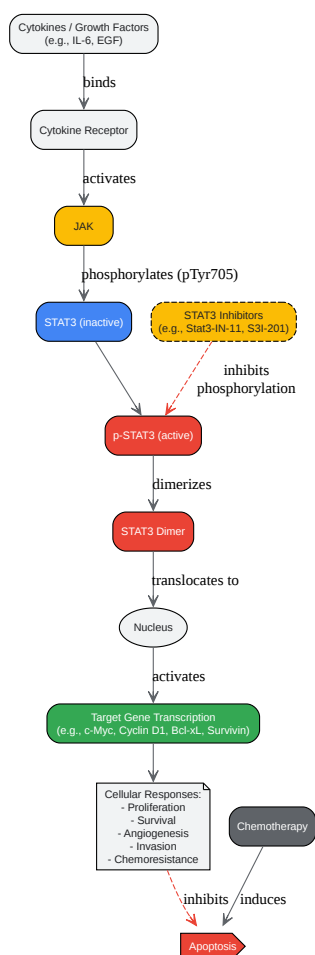 Cytokines / Growth Factors
(e.g., IL-6, EGF)
binds
Cytokine Receptor
activates
JAK
phosphorylates (pTyr705)
STAT3 (inactive)
STAT3 Inhibitors
(e.g., Stat3-IN-11, S3I-201)
inhibits
phosphorylation
p-STAT3 (active)
dimerizes
STAT3 Dimer
translocates to
Nucleus
activates
Target Gene Transcription
(e.g., c-Myc, Cyclin D1, Bcl-xL, Survivin)
Cellular Responses:
- Proliferation
- Survival
- Angiogenesis
- Invasion
- Chemoresistance
Chemotherapy
inhibits
induces
Apoptosis